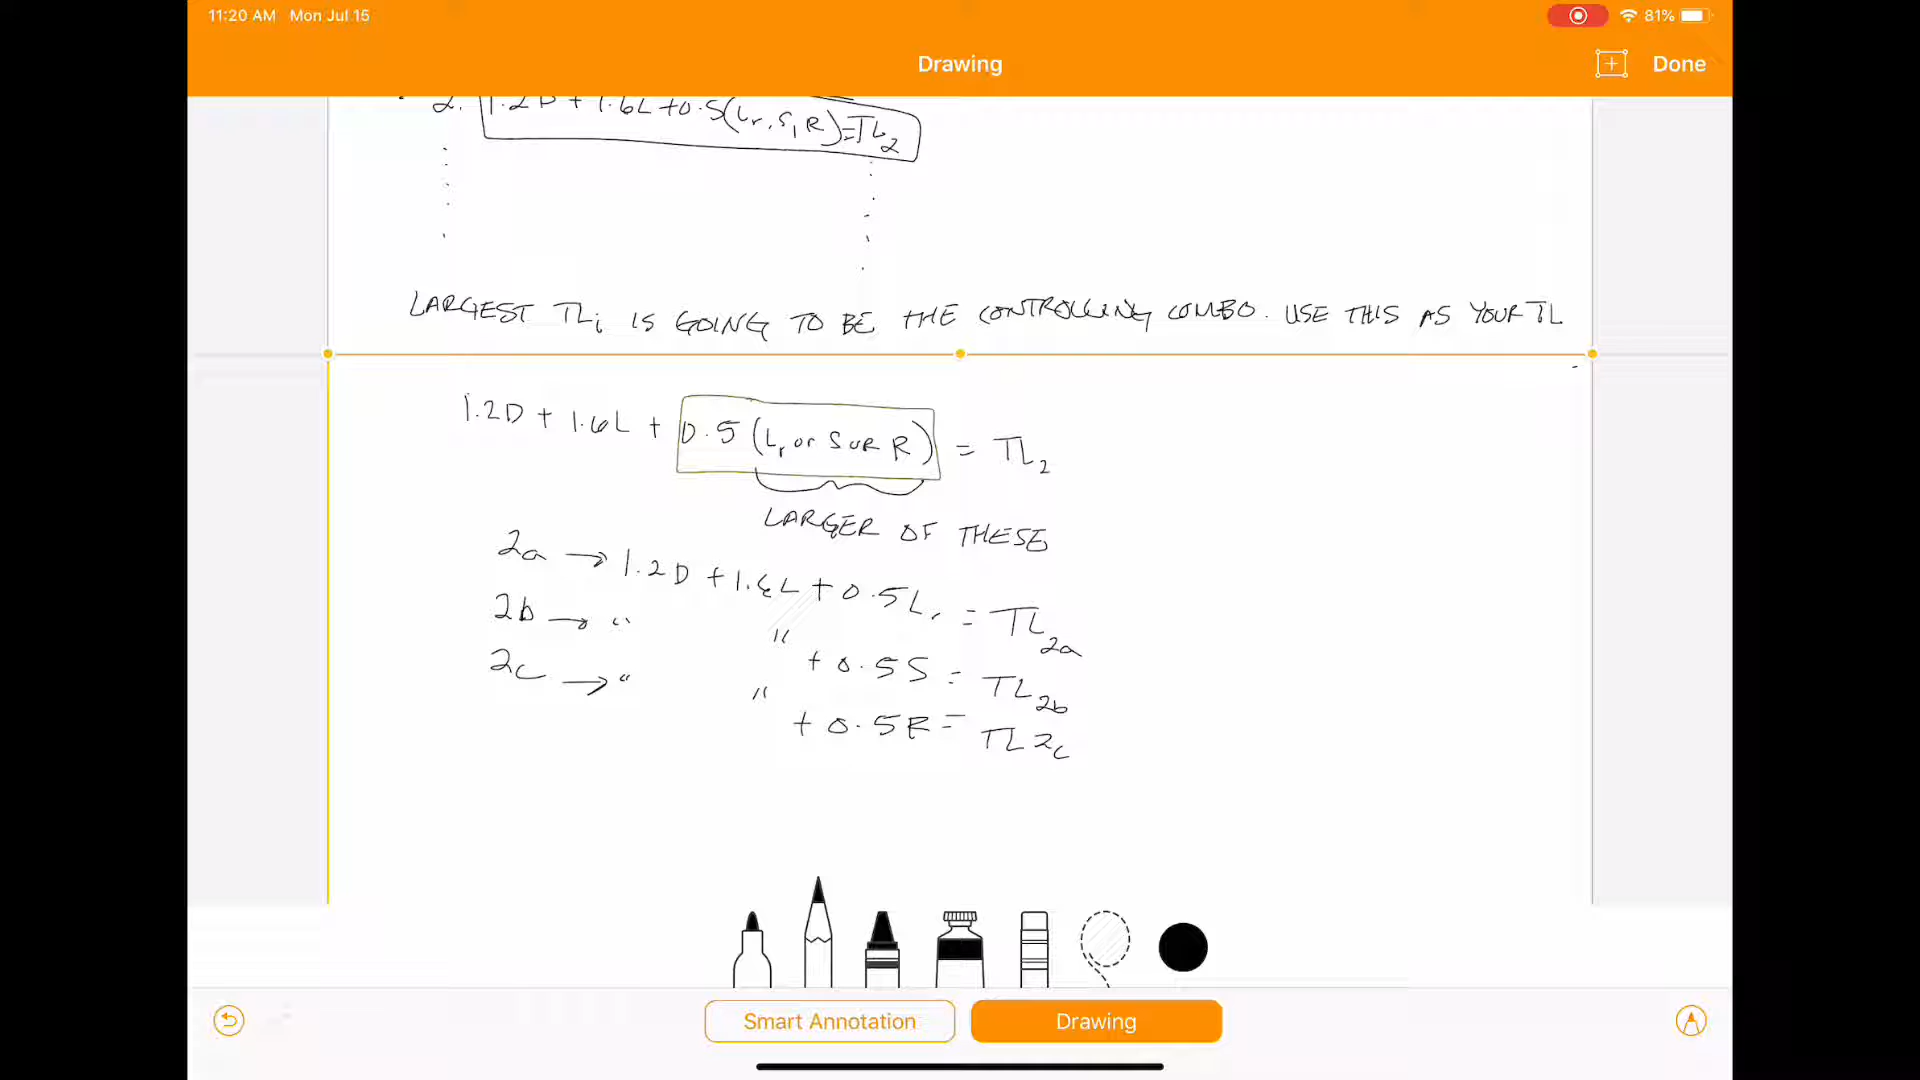 11:20 AM Mon Jul 15
81%
Drawing
Done
2. 1.2D + 1.6L + 0.5(Lr, S, R) = TL2
LARGEST TLi IS GOING TO BE THE CONTROLLING COMBO. USE THIS AS YOUR TL
1.2D + 1.6L + 0.5 (Lr or S or R) = TL2
LARGER OF THESE
2a → 1.2D + 1.6L + 0.5Lr = TL2a
2b → " " + 0.5S = TL2b
2c → " " + 0.5R = TL2c
Smart Annotation
Drawing